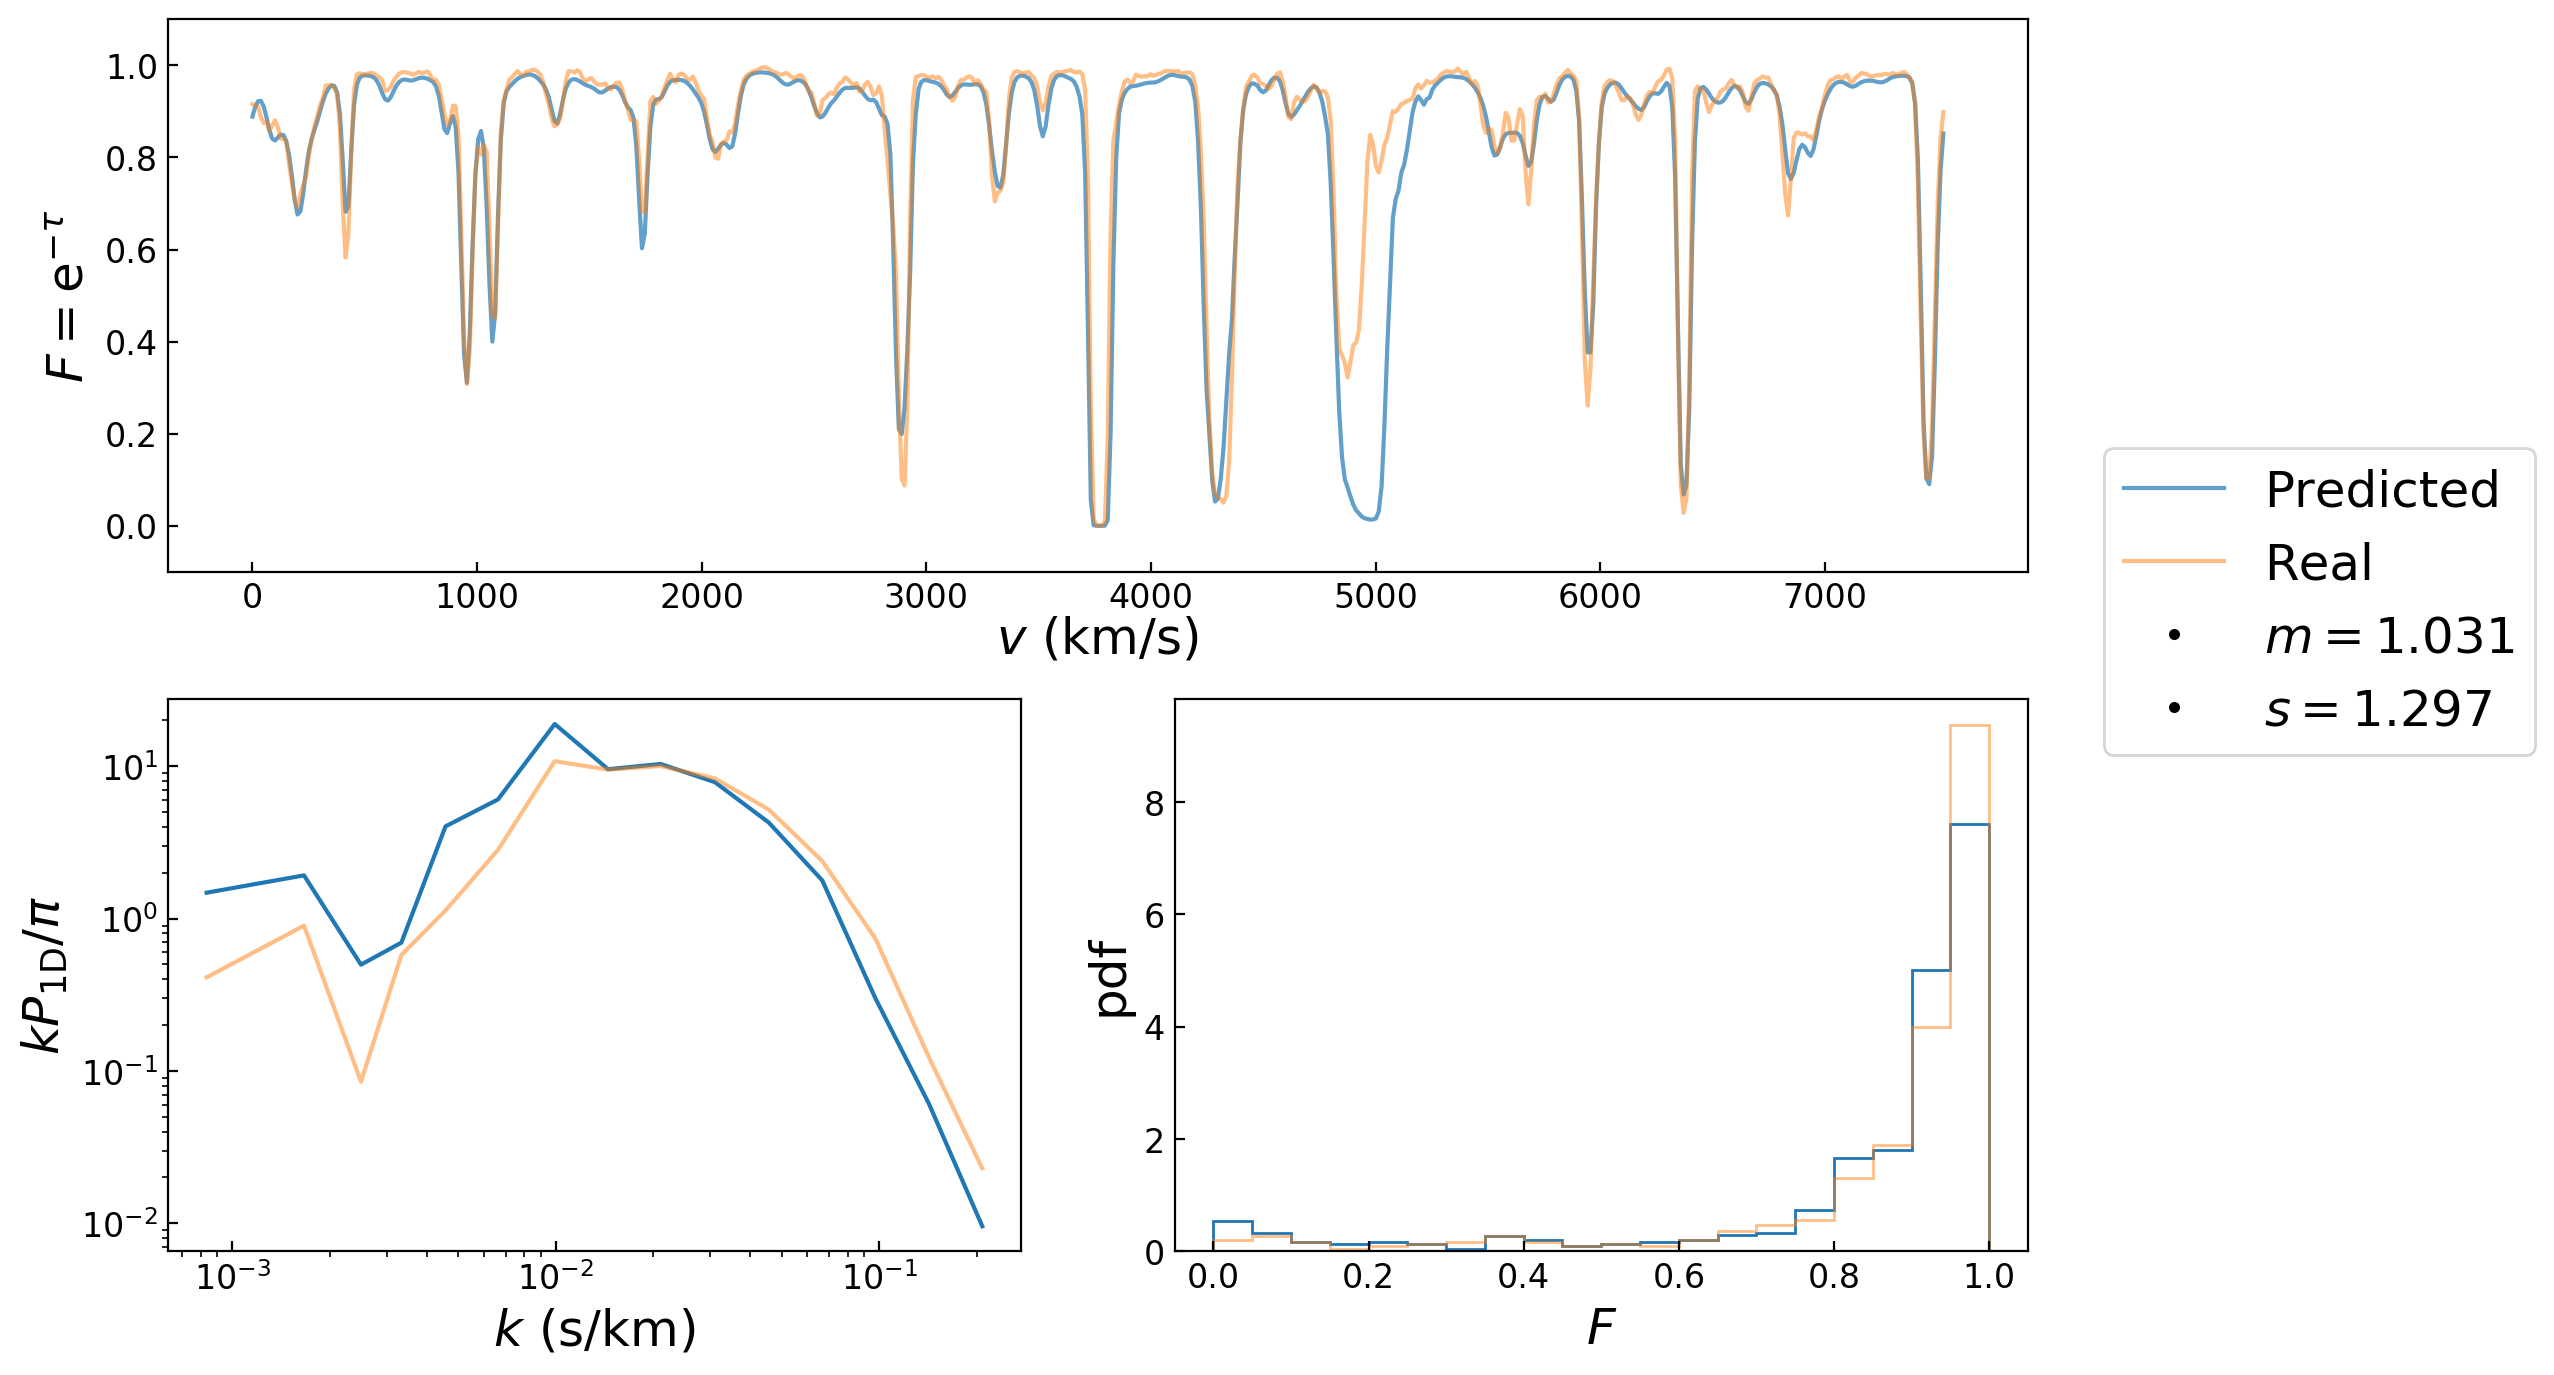 1.0
0.8
0.6
0.4
0.2
0.0
F = e^{−τ}
0 1000 2000 3000 4000 5000 6000 7000
v (km/s)
Predicted
Real
• m = 1.031
• s = 1.297
10^1
10^0
10^{−1}
10^{−2}
kP_{1D}/π
10^{−3} 10^{−2} 10^{−1}
k (s/km)
8
6
4
2
0
pdf
0.0 0.2 0.4 0.6 0.8 1.0
F